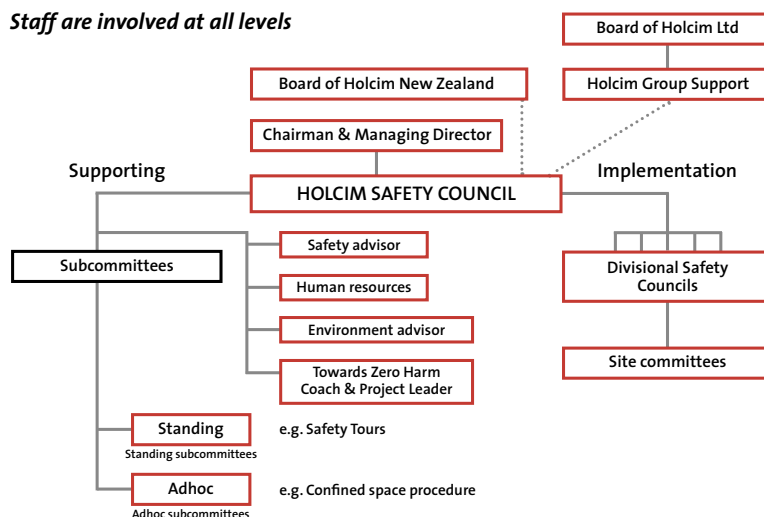 Staff are involved at all levels
Board of Holcim Ltd
Board of Holcim New Zealand
Holcim Group Support
Chairman & Managing Director
Supporting
Implementation
HOLCIM SAFETY COUNCIL
Subcommittees
Safety advisor
Divisional Safety
Councils
Human resources
Environment advisor
Site committees
Towards Zero Harm
Coach & Project Leader
Standing
e.g. Safety Tours
Standing subcommittees
Adhoc
e.g. Confined space procedure
Adhoc subcommittees